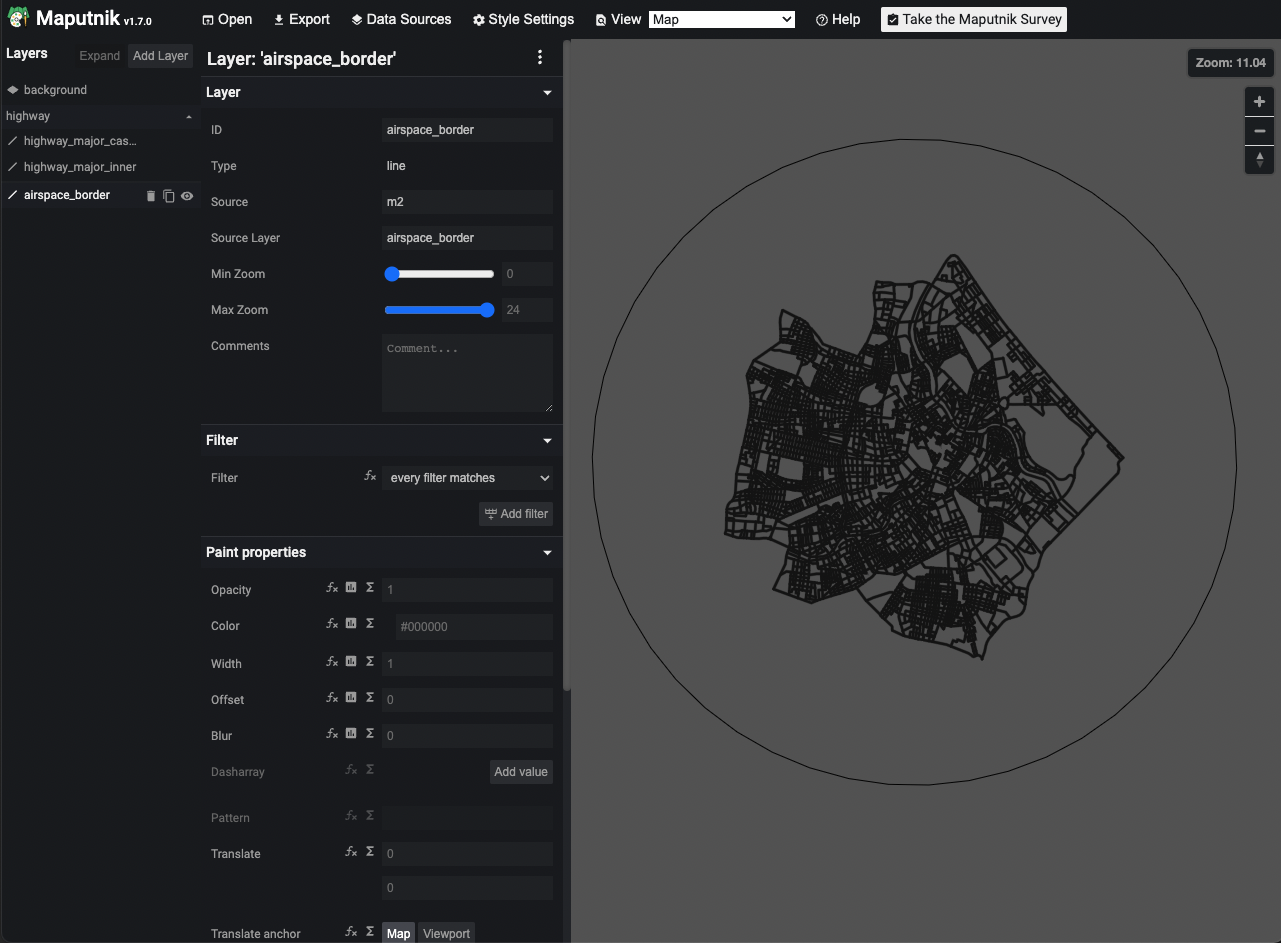 Maputnik v1.7.0
Open
Export
Data Sources
Style Settings
View
Map
Help
Take the Maputnik Survey
Layers
Expand
Add Layer
background
highway
highway_major_cas...
highway_major_inner
airspace_border
Layer: 'airspace_border'
Layer
ID
airspace_border
Type
line
Source
m2
Source Layer
airspace_border
Min Zoom
0
Max Zoom
24
Comments
Comment...
Filter
Filter
every filter matches
Add filter
Paint properties
Opacity
1
Color
#000000
Width
1
Offset
0
Blur
0
Dasharray
Add value
Pattern
Translate
0
0
Translate anchor
Map
Viewport
Zoom: 11.04